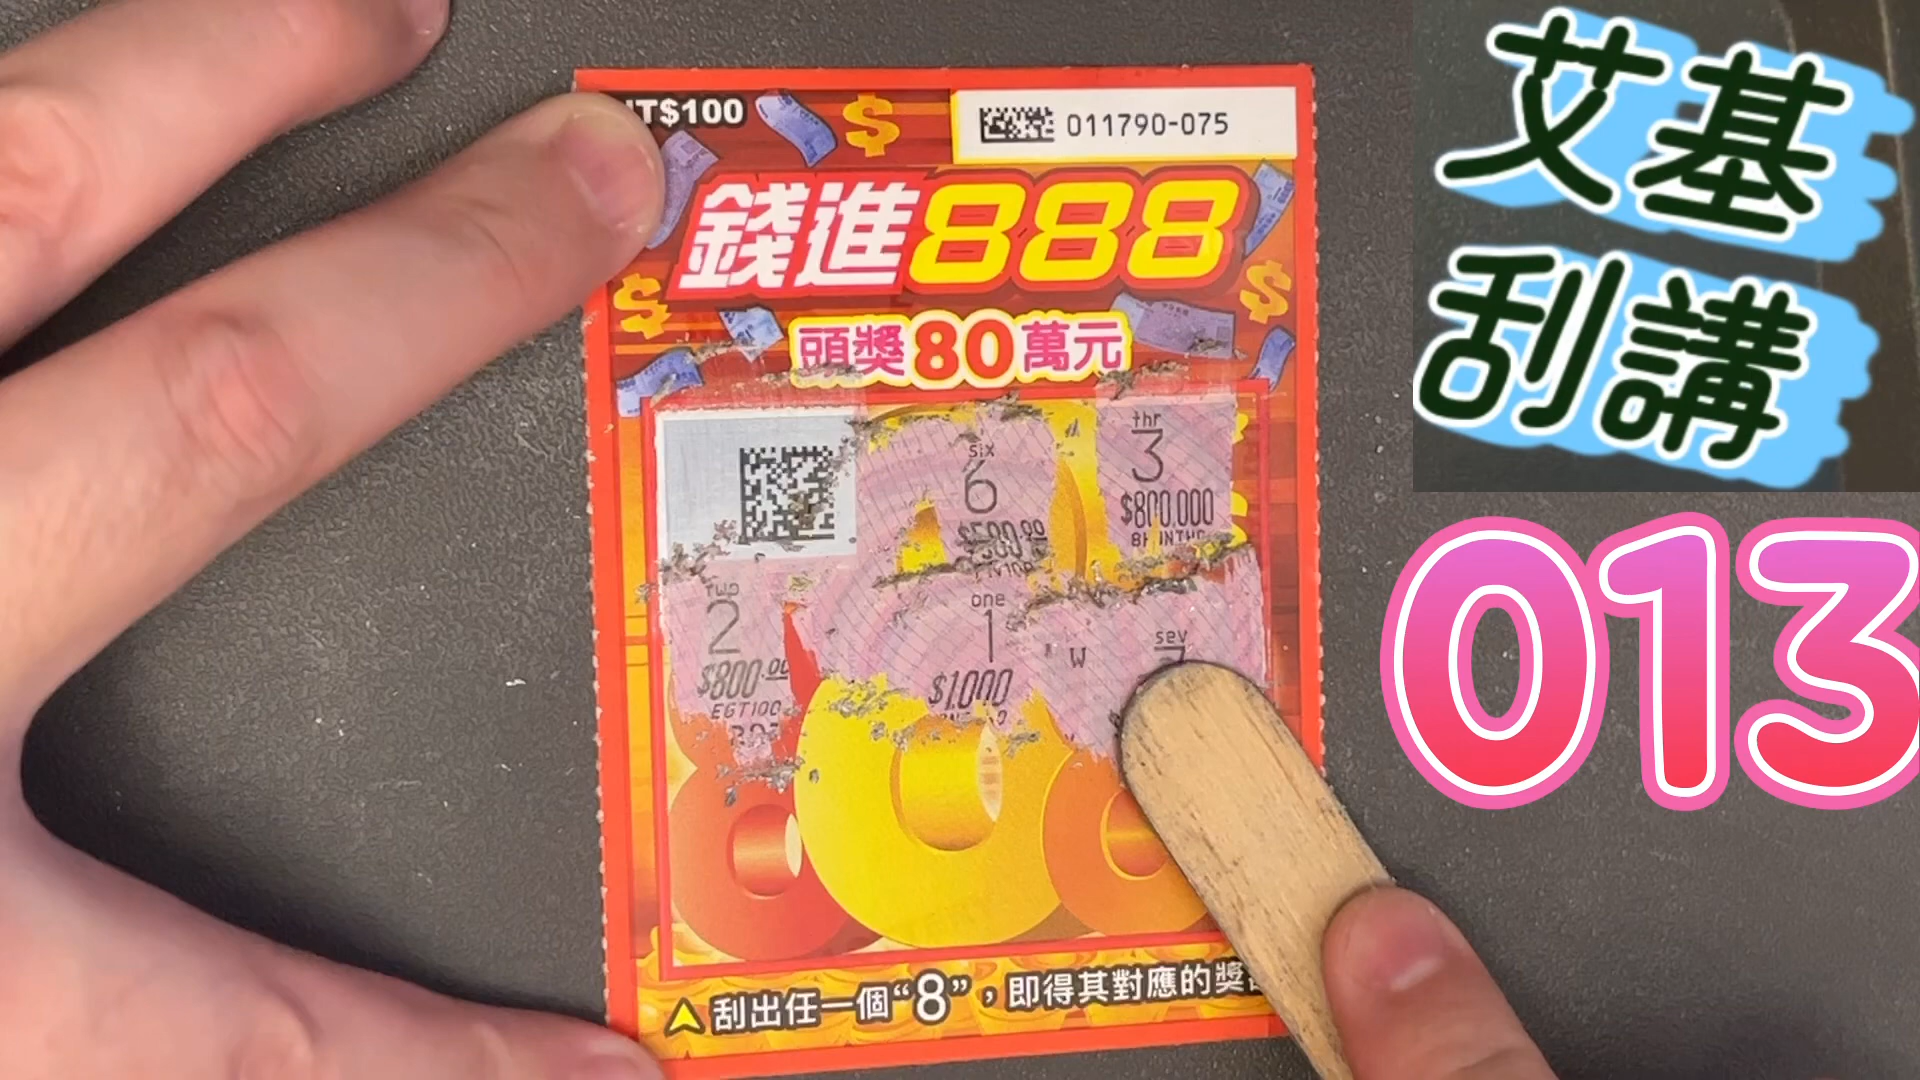 NT$100
011790-075
錢進888
頭獎80萬元
six
6
thr
3
$800,000
TWO
2
$800.00
EGT100
one
1
$1,000
W
sev
7
刮出任一個“8”，即得其對應的獎
艾基
刮講
013